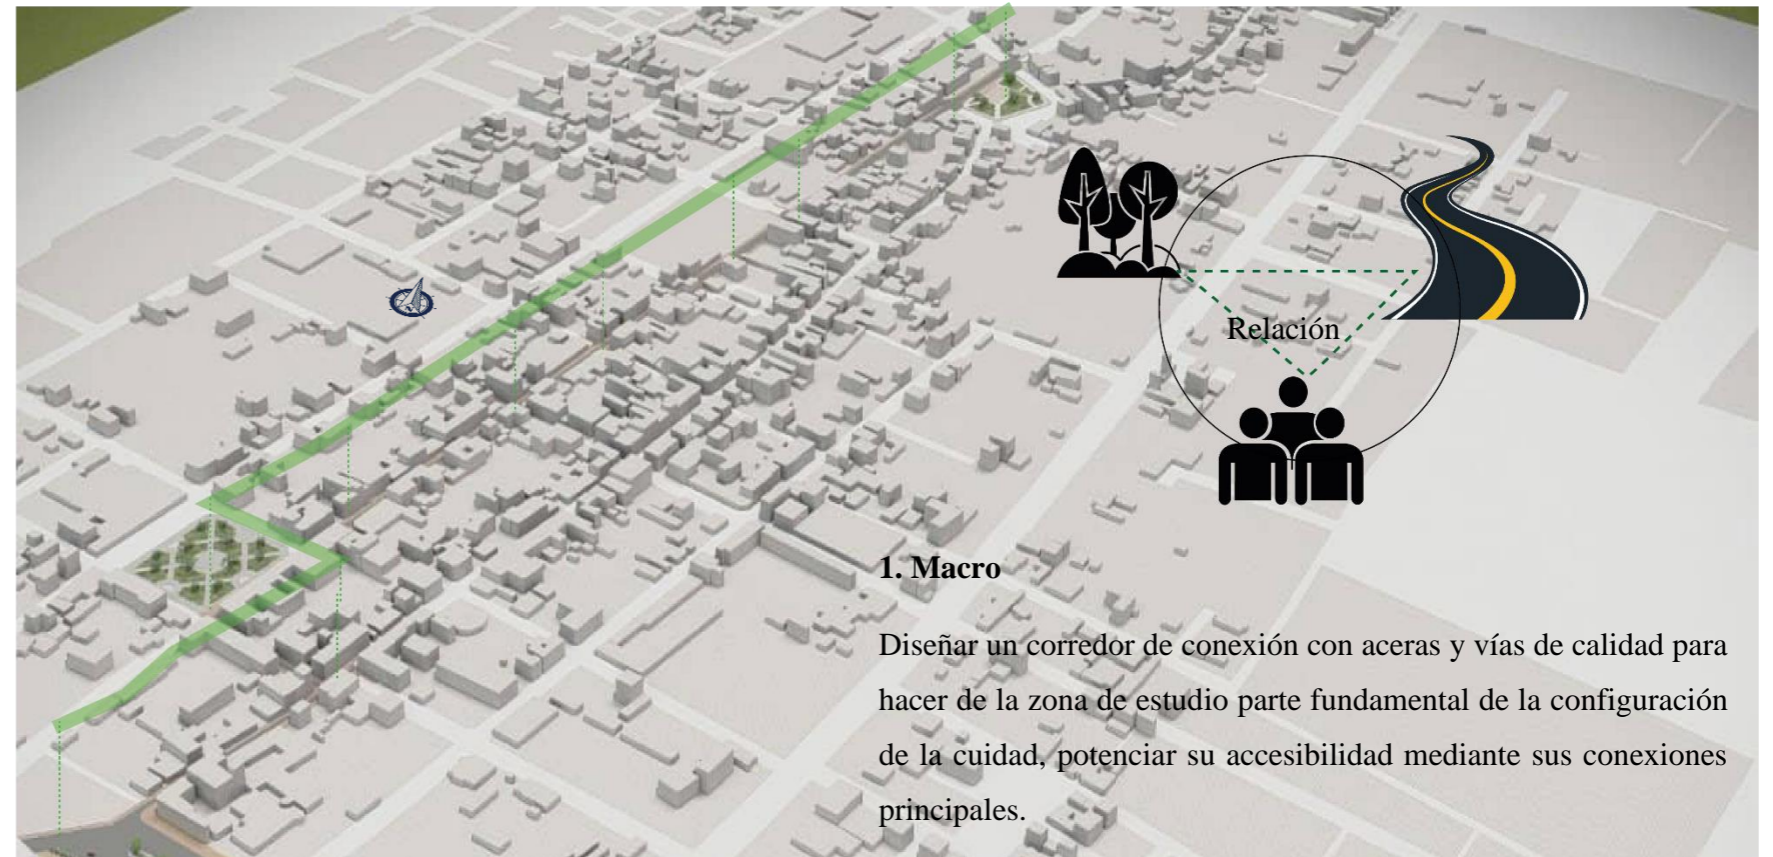 Relación
1. Macro
Diseñar un corredor de conexión con aceras y vías de calidad para
hacer de la zona de estudio parte fundamental de la configuración
de la cuidad, potenciar su accesibilidad mediante sus conexiones
principales.